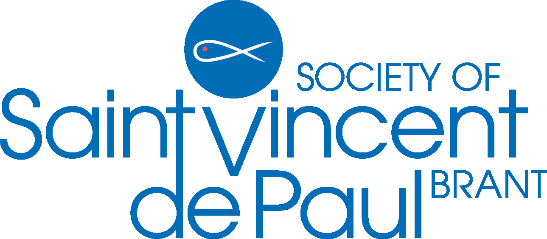 SOCIETY OF
Saint Vincent
de Paul BRANT